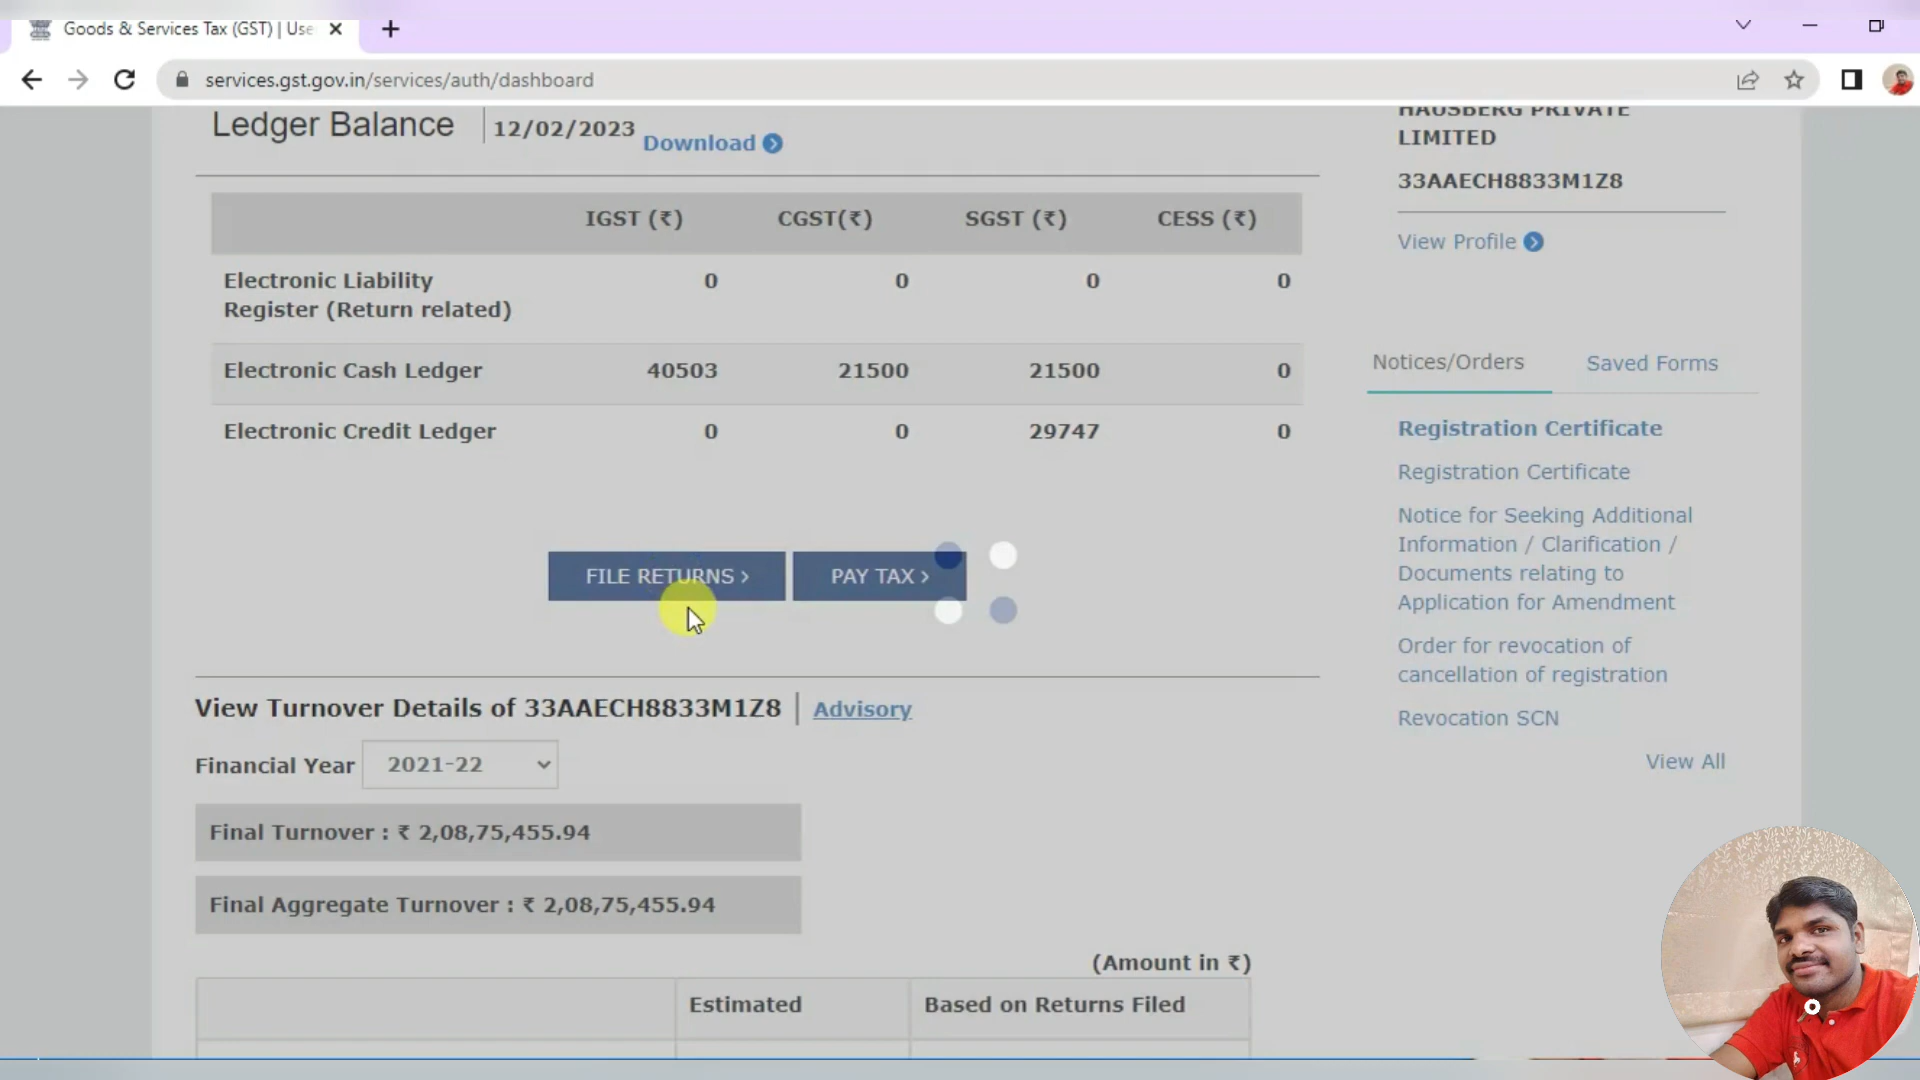 Goods & Services Tax (GST) | Use
services.gst.gov.in/services/auth/dashboard
Ledger Balance
12/02/2023
Download
HAUSBERG PRIVATE
LIMITED
33AAECH8833M1Z8
View Profile
IGST (₹) CGST(₹) SGST (₹) CESS (₹)
Electronic Liability
Register (Return related) 0 0 0 0
Electronic Cash Ledger 40503 21500 21500 0
Electronic Credit Ledger 0 0 29747 0
FILE RETURNS > PAY TAX >
Notices/Orders Saved Forms
Registration Certificate
Registration Certificate
Notice for Seeking Additional
Information / Clarification /
Documents relating to
Application for Amendment
Order for revocation of
cancellation of registration
Revocation SCN
View All
View Turnover Details of 33AAECH8833M1Z8 | Advisory
Financial Year 2021-22
Final Turnover : ₹ 2,08,75,455.94
Final Aggregate Turnover : ₹ 2,08,75,455.94
(Amount in ₹)
Estimated Based on Returns Filed